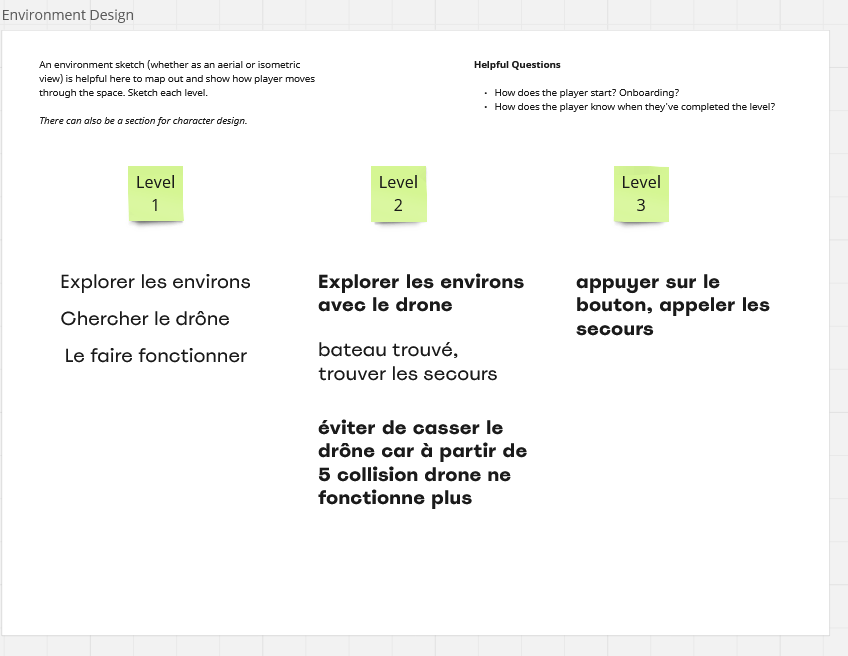 Environment Design
An environment sketch (whether as an aerial or isometric
view) is helpful here to map out and show how player moves
through the space. Sketch each level.
There can also be a section for character design.
Helpful Questions
• How does the player start? Onboarding?
• How does the player know when they've completed the level?
Level
1
Level
2
Level
3
Explorer les environs
Chercher le drône
Le faire fonctionner
Explorer les environs
avec le drone
bateau trouvé,
trouver les secours
éviter de casser le
drône car à partir de
5 collision drone ne
fonctionne plus
appuyer sur le
bouton, appeler les
secours